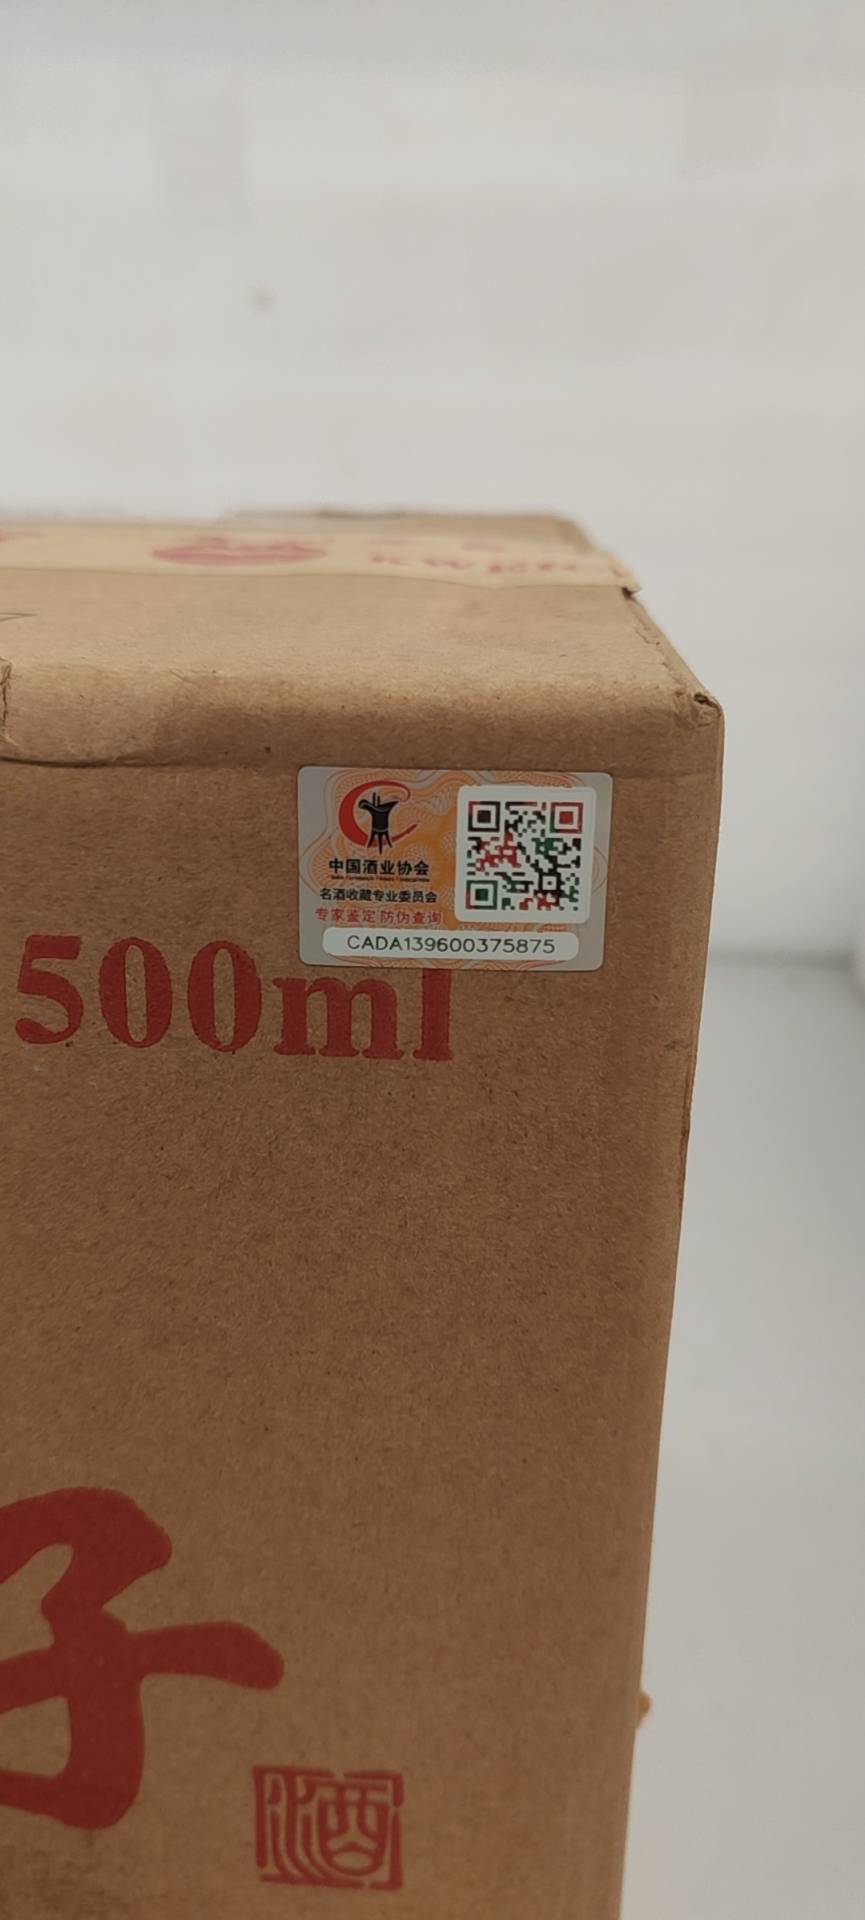 中国酒业协会
名酒收藏专业委员会
专家鉴定 防伪查询
CADA139600375875
500ml
酒